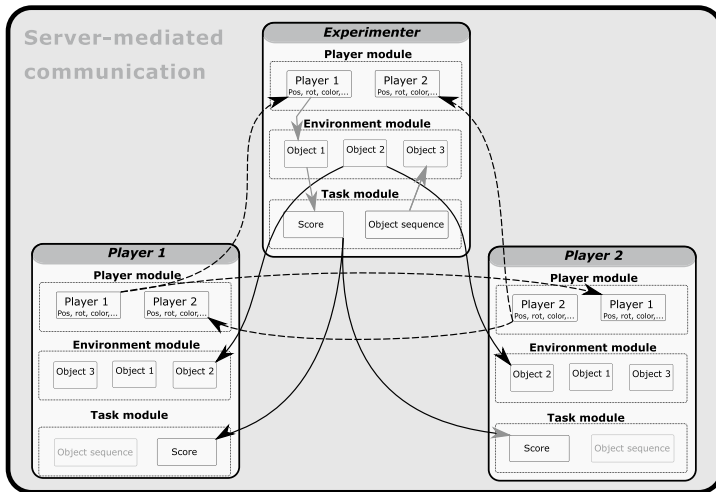 Server-mediated
communication
Experimenter
Player module
Player 1
Pos, rot, color,...
Player 2
Pos, rot, color,...
Environment module
Object 1
Object 2
Object 3
Task module
Score
Object sequence
Player 1
Player module
Player 1
Pos, rot, color,...
Player 2
Pos, rot, color,...
Environment module
Object 3
Object 1
Object 2
Task module
Object sequence
Score
Player 2
Player module
Player 2
Pos, rot, color,...
Player 1
Pos, rot, color,...
Environment module
Object 2
Object 1
Object 3
Task module
Score
Object sequence